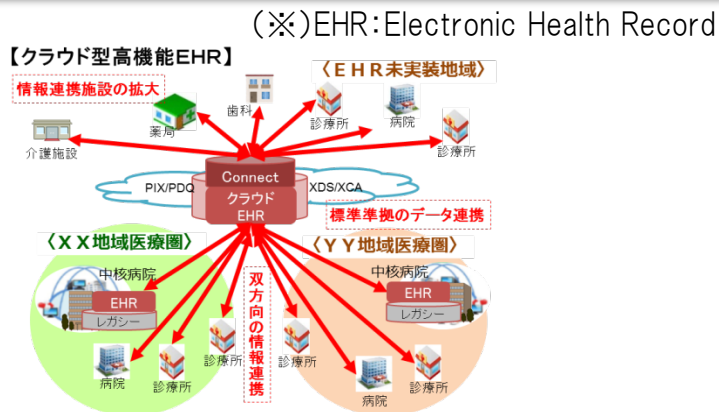 (※)EHR:Electronic Health Record
【クラウド型高機能EHR】
情報連携施設の拡大
〈EHR未実装地域〉
介護施設
薬局
歯科
診療所
病院
診療所
Connect
クラウド
EHR
PIX/PDQ
XDS/XCA
標準準拠のデータ連携
〈XX地域医療圏〉
〈YY地域医療圏〉
中核病院
EHR
レガシー
双方向の情報連携
中核病院
EHR
レガシー
病院
診療所
診療所
診療所
病院
診療所